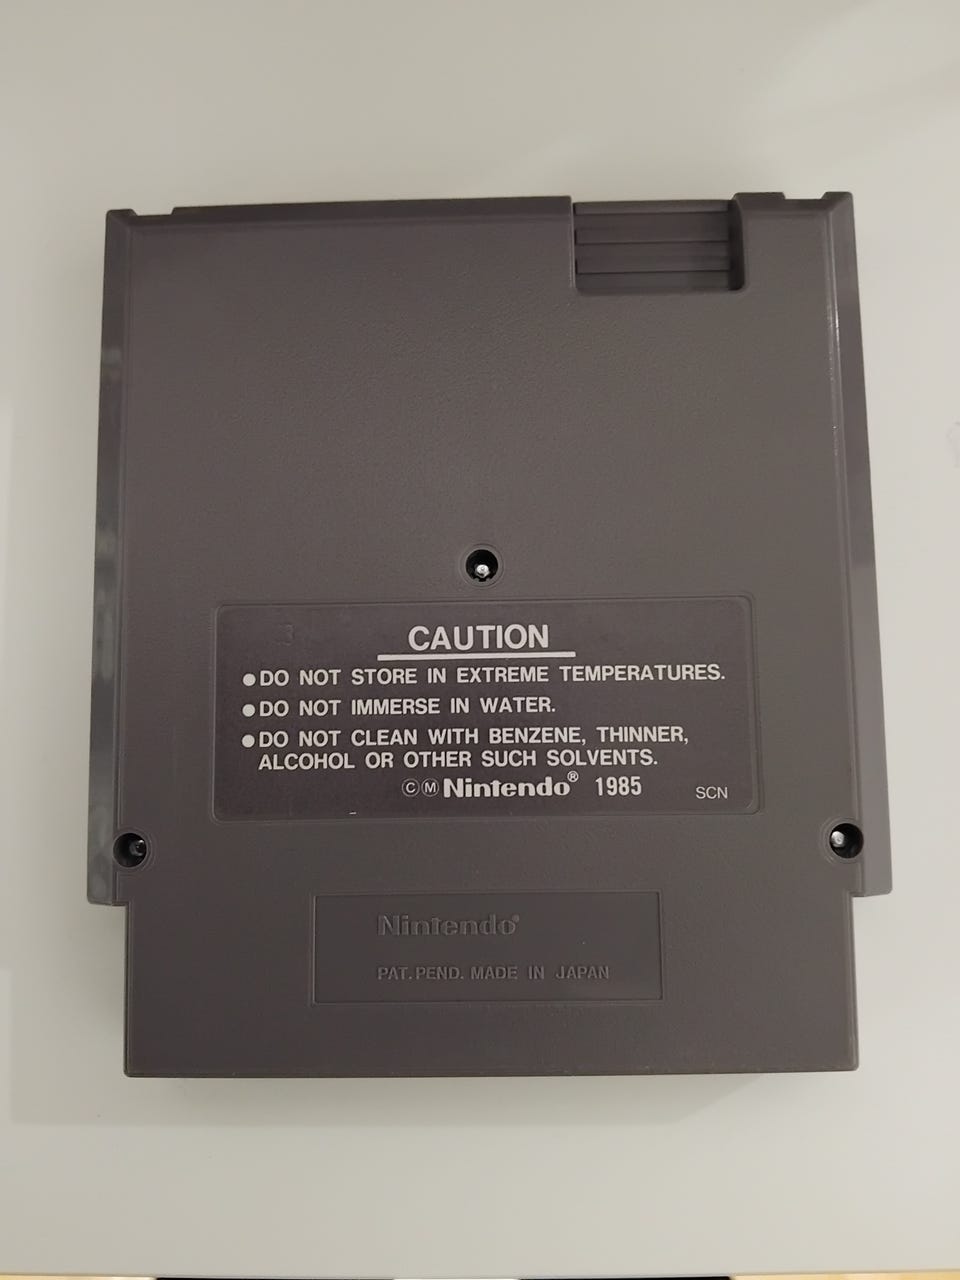 CAUTION
●DO NOT STORE IN EXTREME TEMPERATURES.
●DO NOT IMMERSE IN WATER.
●DO NOT CLEAN WITH BENZENE, THINNER,
ALCOHOL OR OTHER SUCH SOLVENTS.
ⒸⓂNintendo® 1985 SCN
Nintendo®
PAT. PEND. MADE IN JAPAN